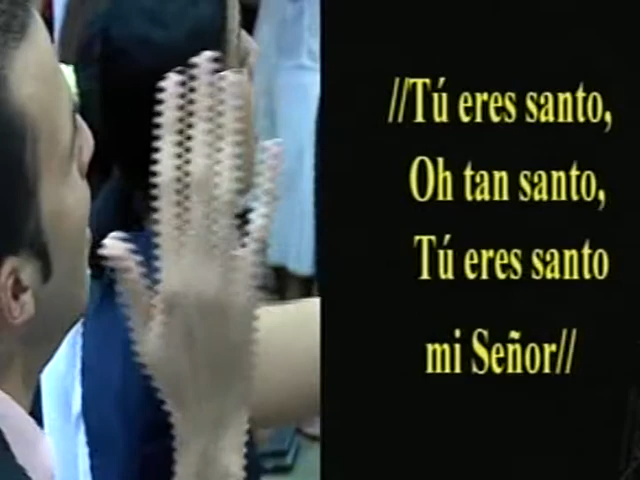 //Tú eres santo,
Oh tan santo,
Tú eres santo
mi Señor//